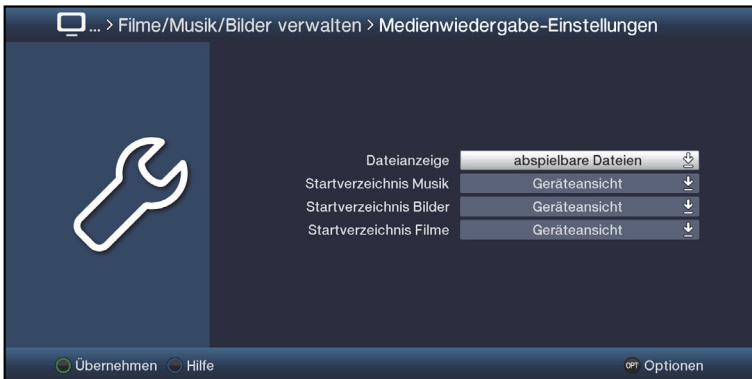 ... > Filme/Musik/Bilder verwalten > Medienwiedergabe-Einstellungen
Dateianzeige abspielbare Dateien
Startverzeichnis Musik Geräteansicht
Startverzeichnis Bilder Geräteansicht
Startverzeichnis Filme Geräteansicht
Übernehmen Hilfe OPT Optionen